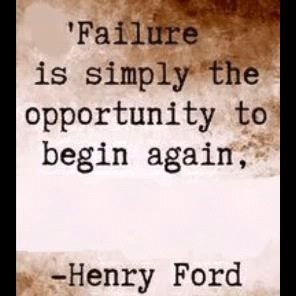 'Failure
is simply the
opportunity to
begin again,
-Henry Ford